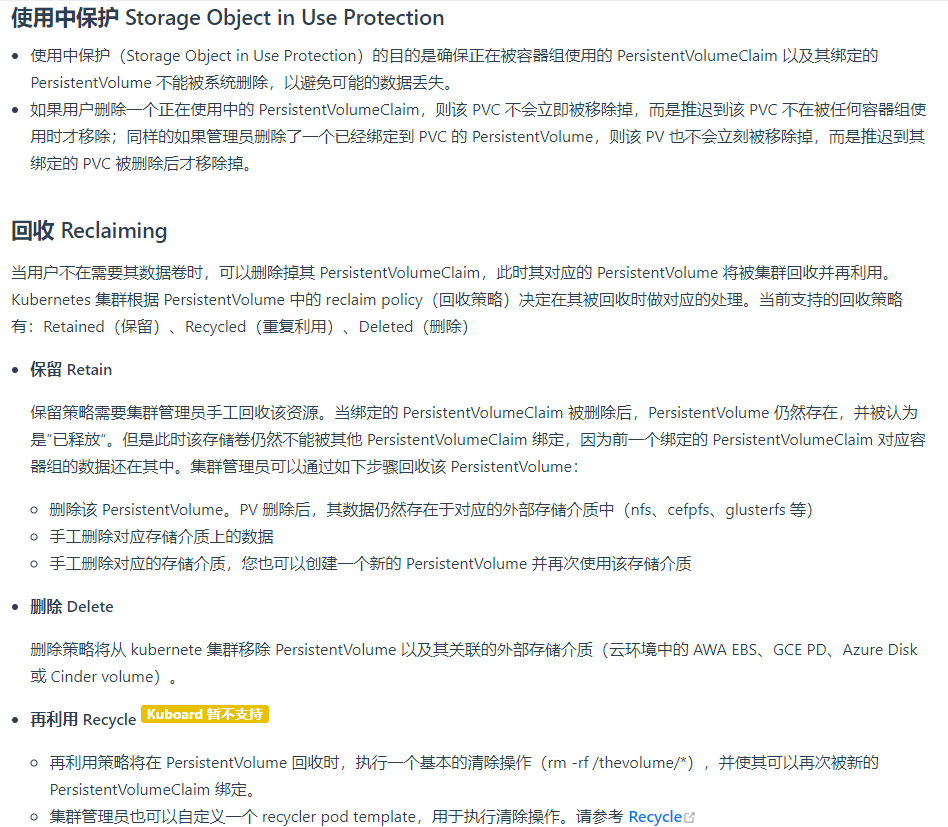 使用中保护 Storage Object in Use Protection
使用中保护（Storage Object in Use Protection）的目的是确保正在被容器组使用的 PersistentVolumeClaim 以及其绑定的
PersistentVolume 不能被系统删除，以避免可能的数据丢失。
如果用户删除一个正在使用中的 PersistentVolumeClaim，则该 PVC 不会立即被移除掉，而是推迟到该 PVC 不在被任何容器组使
用时才移除；同样的如果管理员删除了一个已经绑定到 PVC 的 PersistentVolume，则该 PV 也不会立刻被移除掉，而是推迟到其
绑定的 PVC 被删除后才移除掉。
回收 Reclaiming
当用户不在需要其数据卷时，可以删除掉其 PersistentVolumeClaim，此时其对应的 PersistentVolume 将被集群回收并再利用。
Kubernetes 集群根据 PersistentVolume 中的 reclaim policy（回收策略）决定在其被回收时做对应的处理。当前支持的回收策略
有：Retained（保留）、Recycled（重复利用）、Deleted（删除）
保留 Retain
保留策略需要集群管理员手工回收该资源。当绑定的 PersistentVolumeClaim 被删除后，PersistentVolume 仍然存在，并被认为
是"已释放"。但是此时该存储卷仍然不能被其他 PersistentVolumeClaim 绑定，因为前一个绑定的 PersistentVolumeClaim 对应容
器组的数据还在其中。集群管理员可以通过如下步骤回收该 PersistentVolume：
删除该 PersistentVolume。PV 删除后，其数据仍然存在于对应的外部存储介质中（nfs、cefpfs、glusterfs 等）
手工删除对应存储介质上的数据
手工删除对应的存储介质，您也可以创建一个新的 PersistentVolume 并再次使用该存储介质
删除 Delete
删除策略将从 kubernete 集群移除 PersistentVolume 以及其关联的外部存储介质（云环境中的 AWA EBS、GCE PD、Azure Disk
或 Cinder volume）。
再利用 Recycle Kuboard 暂不支持
再利用策略将在 PersistentVolume 回收时，执行一个基本的清除操作（rm -rf /thevolume/*），并使其可以再次被新的
PersistentVolumeClaim 绑定。
集群管理员也可以自定义一个 recycler pod template，用于执行清除操作。请参考 Recycle